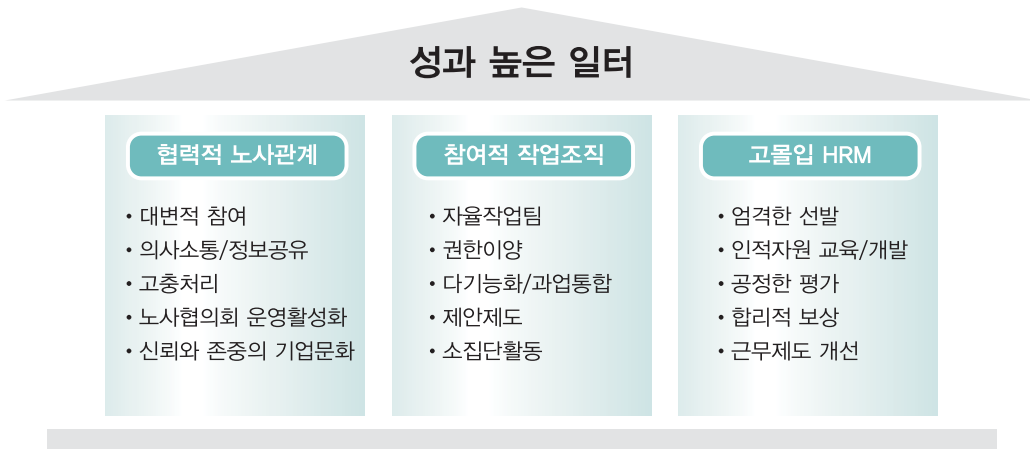 성과 높은 일터
협력적 노사관계
• 대변적 참여
• 의사소통/정보공유
• 고충처리
• 노사협의회 운영활성화
• 신뢰와 존중의 기업문화
참여적 작업조직
• 자율작업팀
• 권한이양
• 다기능화/과업통합
• 제안제도
• 소집단활동
고몰입 HRM
• 엄격한 선발
• 인적자원 교육/개발
• 공정한 평가
• 합리적 보상
• 근무제도 개선